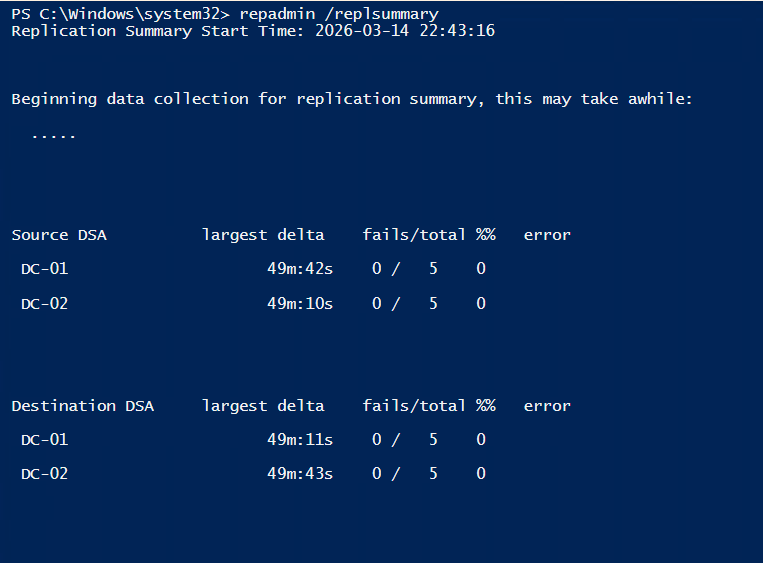 PS C:\Windows\system32> repadmin /replsummary
Replication Summary Start Time: 2026-03-14 22:43:16
Beginning data collection for replication summary, this may take awhile:
.....
Source DSA largest delta fails/total %% error
DC-01 49m:42s 0 / 5 0
DC-02 49m:10s 0 / 5 0
Destination DSA largest delta fails/total %% error
DC-01 49m:11s 0 / 5 0
DC-02 49m:43s 0 / 5 0